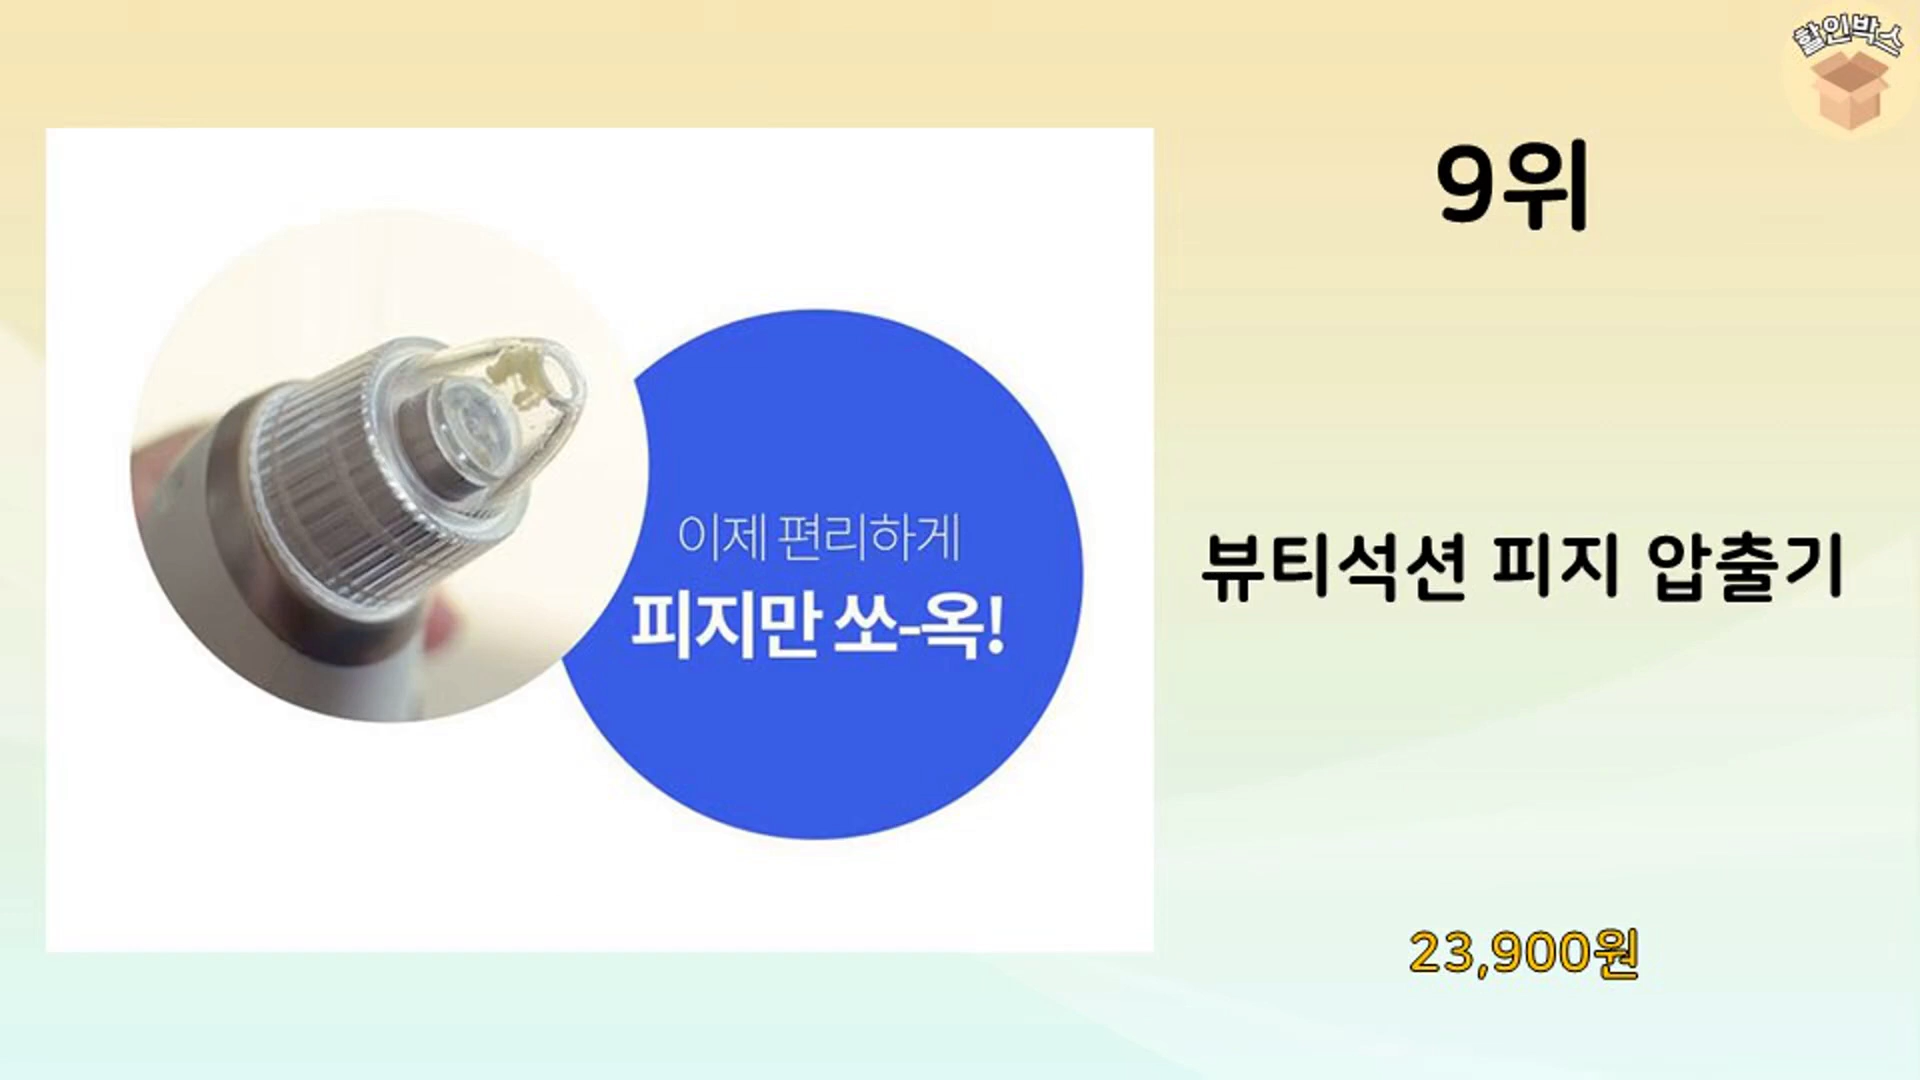 할인박스
9위
이제 편리하게
피지만 쏘-옥!
뷰티석션 피지 압출기
23,900원